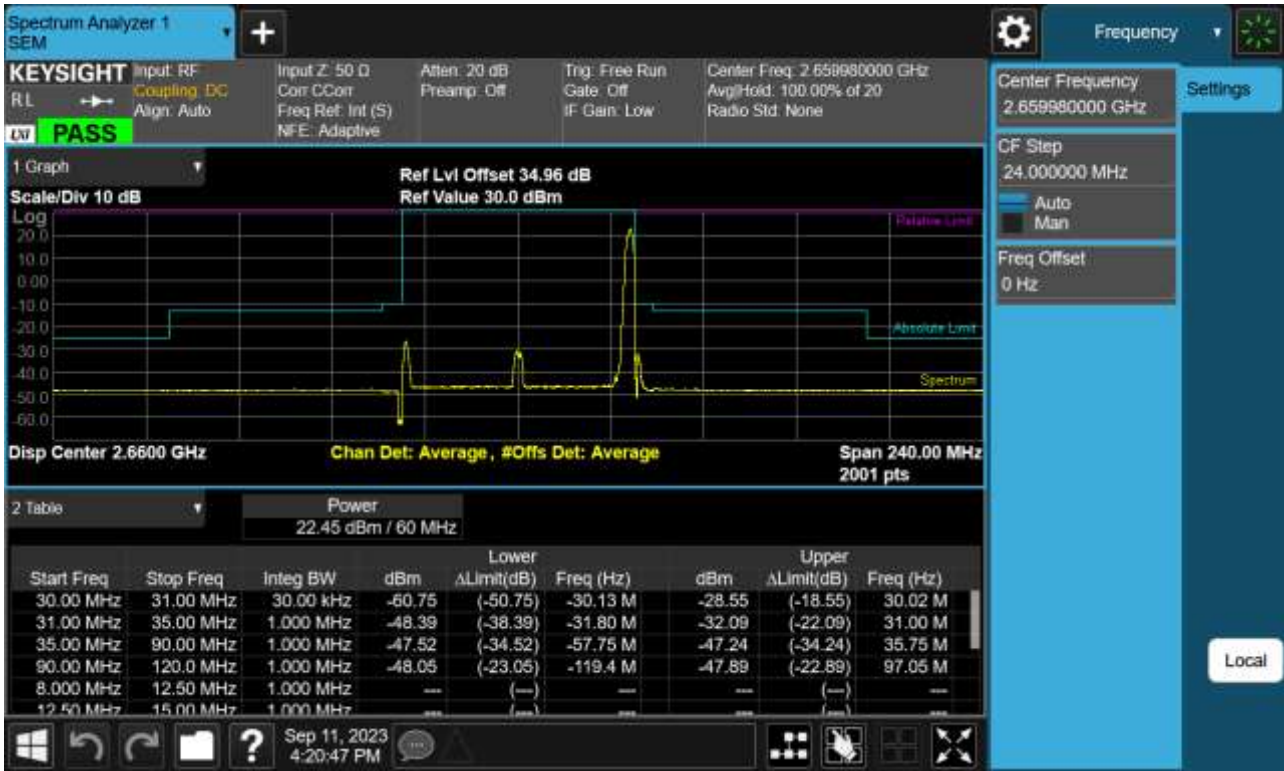 Spectrum Analyzer 1
SEM
+
Frequency
KEYSIGHT
RL
PASS
Input: RF
Coupling: DC
Align: Auto
Input Z: 50 Ω
Corr CCorr
Freq Ref: Int (S)
NFE: Adaptive
Atten: 20 dB
Preamp: Off
Trig: Free Run
Gate: Off
IF Gain: Low
Center Freq: 2.659980000 GHz
Avg|Hold: 100.00% of 20
Radio Std: None
Center Frequency
2.659980000 GHz
Settings
CF Step
24.000000 MHz
Auto
Man
Freq Offset
0 Hz
Local
1 Graph
Scale/Div 10 dB
Ref Lvl Offset 34.96 dB
Ref Value 30.0 dBm
Log
20.0
10.0
0.00
-10.0
-20.0
-30.0
-40.0
-50.0
-60.0
Relative Limit
Absolute Limit
Spectrum
Disp Center 2.6600 GHz
Chan Det: Average, #Offs Det: Average
Span 240.00 MHz
2001 pts
2 Table
Power
22.45 dBm / 60 MHz
Lower Upper
Start Freq Stop Freq Integ BW dBm ΔLimit(dB) Freq (Hz) dBm ΔLimit(dB) Freq (Hz)
30.00 MHz 31.00 MHz 30.00 kHz -60.75 (-50.75) -30.13 M -28.55 (-18.55) 30.02 M
31.00 MHz 35.00 MHz 1.000 MHz -48.39 (-38.39) -31.80 M -32.09 (-22.09) 31.00 M
35.00 MHz 90.00 MHz 1.000 MHz -47.52 (-34.52) -57.75 M -47.24 (-34.24) 35.75 M
90.00 MHz 120.0 MHz 1.000 MHz -48.05 (-23.05) -119.4 M -47.89 (-22.89) 97.05 M
8.000 MHz 12.50 MHz 1.000 MHz --- (---) --- --- (---) ---
12.50 MHz 15.00 MHz 1.000 MHz --- (---) --- --- (---) ---
?
Sep 11, 2023
4:20:47 PM